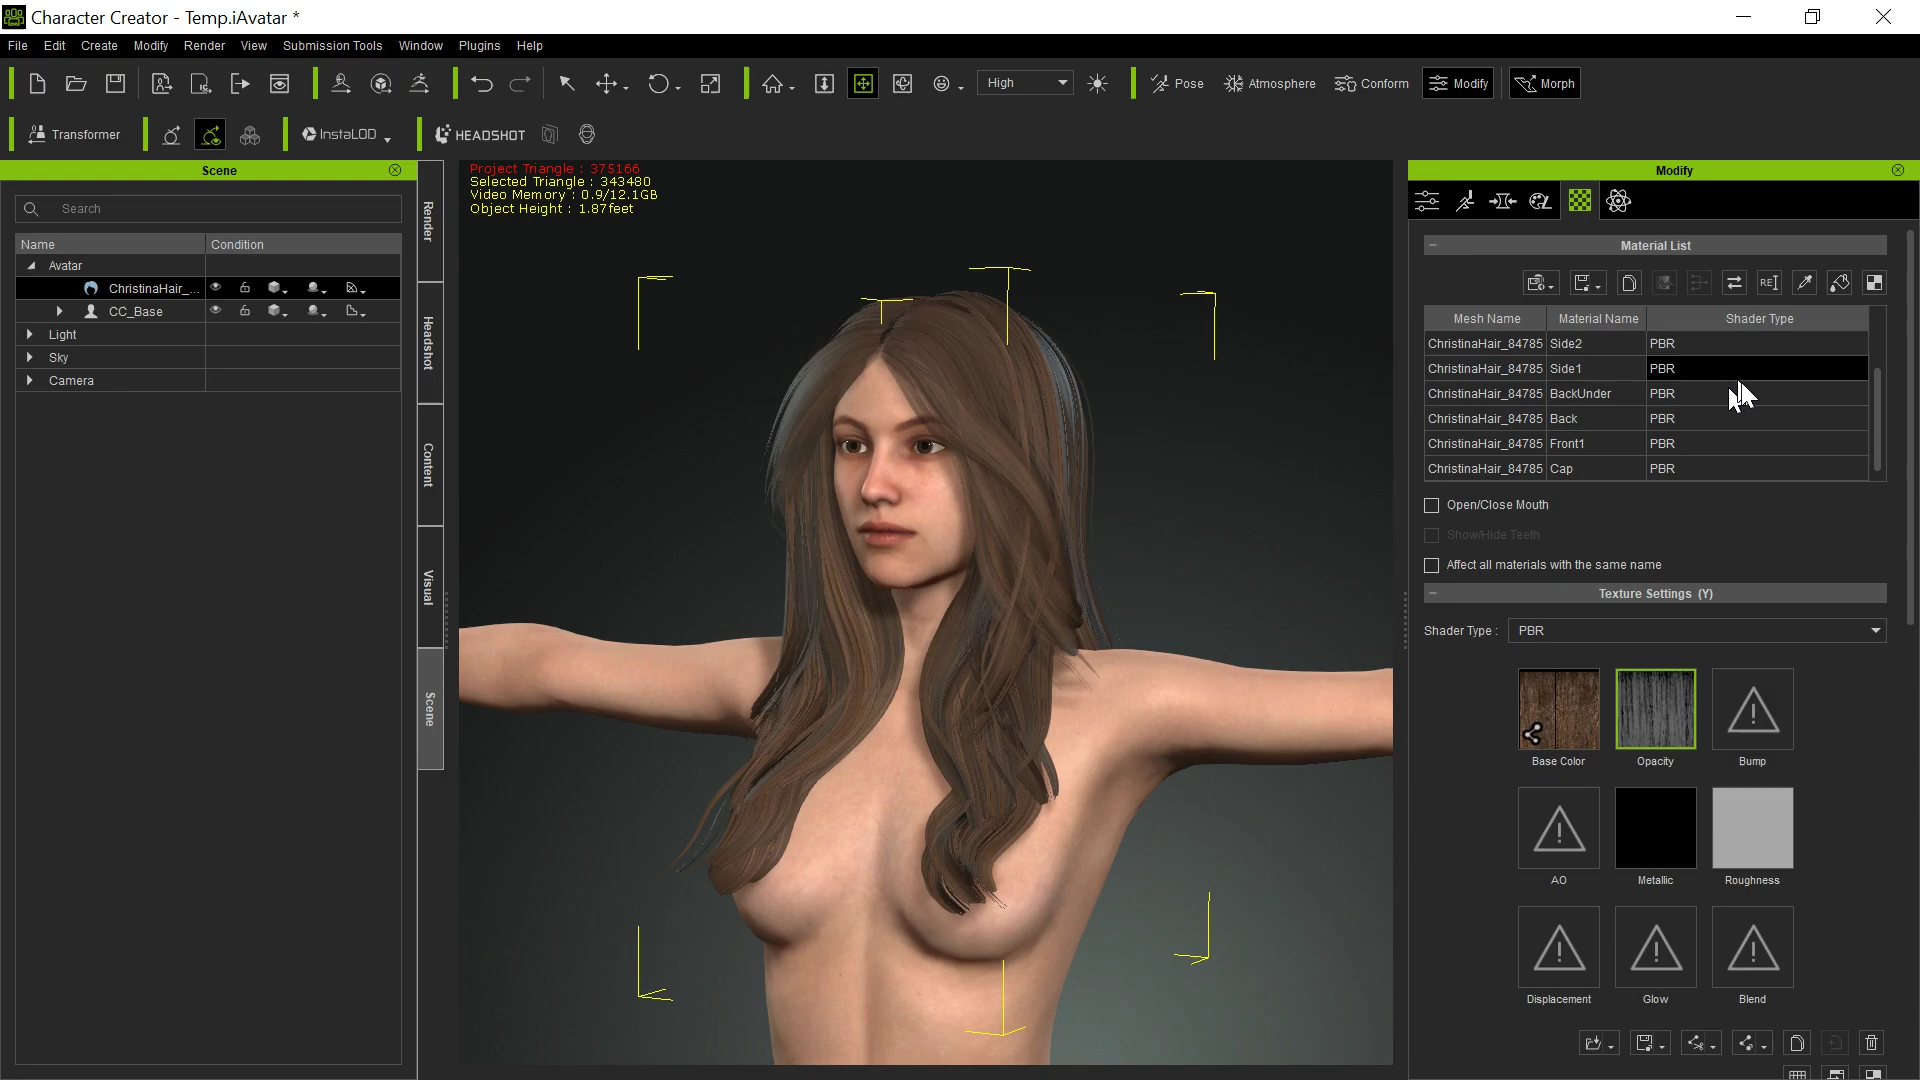 Character Creator - Temp.iAvatar *
File Edit Create Modify Render View Submission Tools Window Plugins Help
High Pose Atmosphere Conform Modify Morph
Transformer InstaLOD HEADSHOT
Scene
Search
Name Condition
Avatar
ChristinaHair_...
CC_Base
Light
Sky
Camera
Render
Headshot
Content
Visual
Scene
Project Triangle : 375166
Selected Triangle : 343480
Video Memory : 0.9/12.1GB
Object Height : 1.87feet
Modify
Material List
REI
Mesh Name Material Name Shader Type
ChristinaHair_84785 Side2 PBR
ChristinaHair_84785 Side1 PBR
ChristinaHair_84785 BackUnder PBR
ChristinaHair_84785 Back PBR
ChristinaHair_84785 Front1 PBR
ChristinaHair_84785 Cap PBR
Open/Close Mouth
Show/Hide Teeth
Affect all materials with the same name
Texture Settings (Y)
Shader Type : PBR
Base Color Opacity Bump
AO Metallic Roughness
Displacement Glow Blend